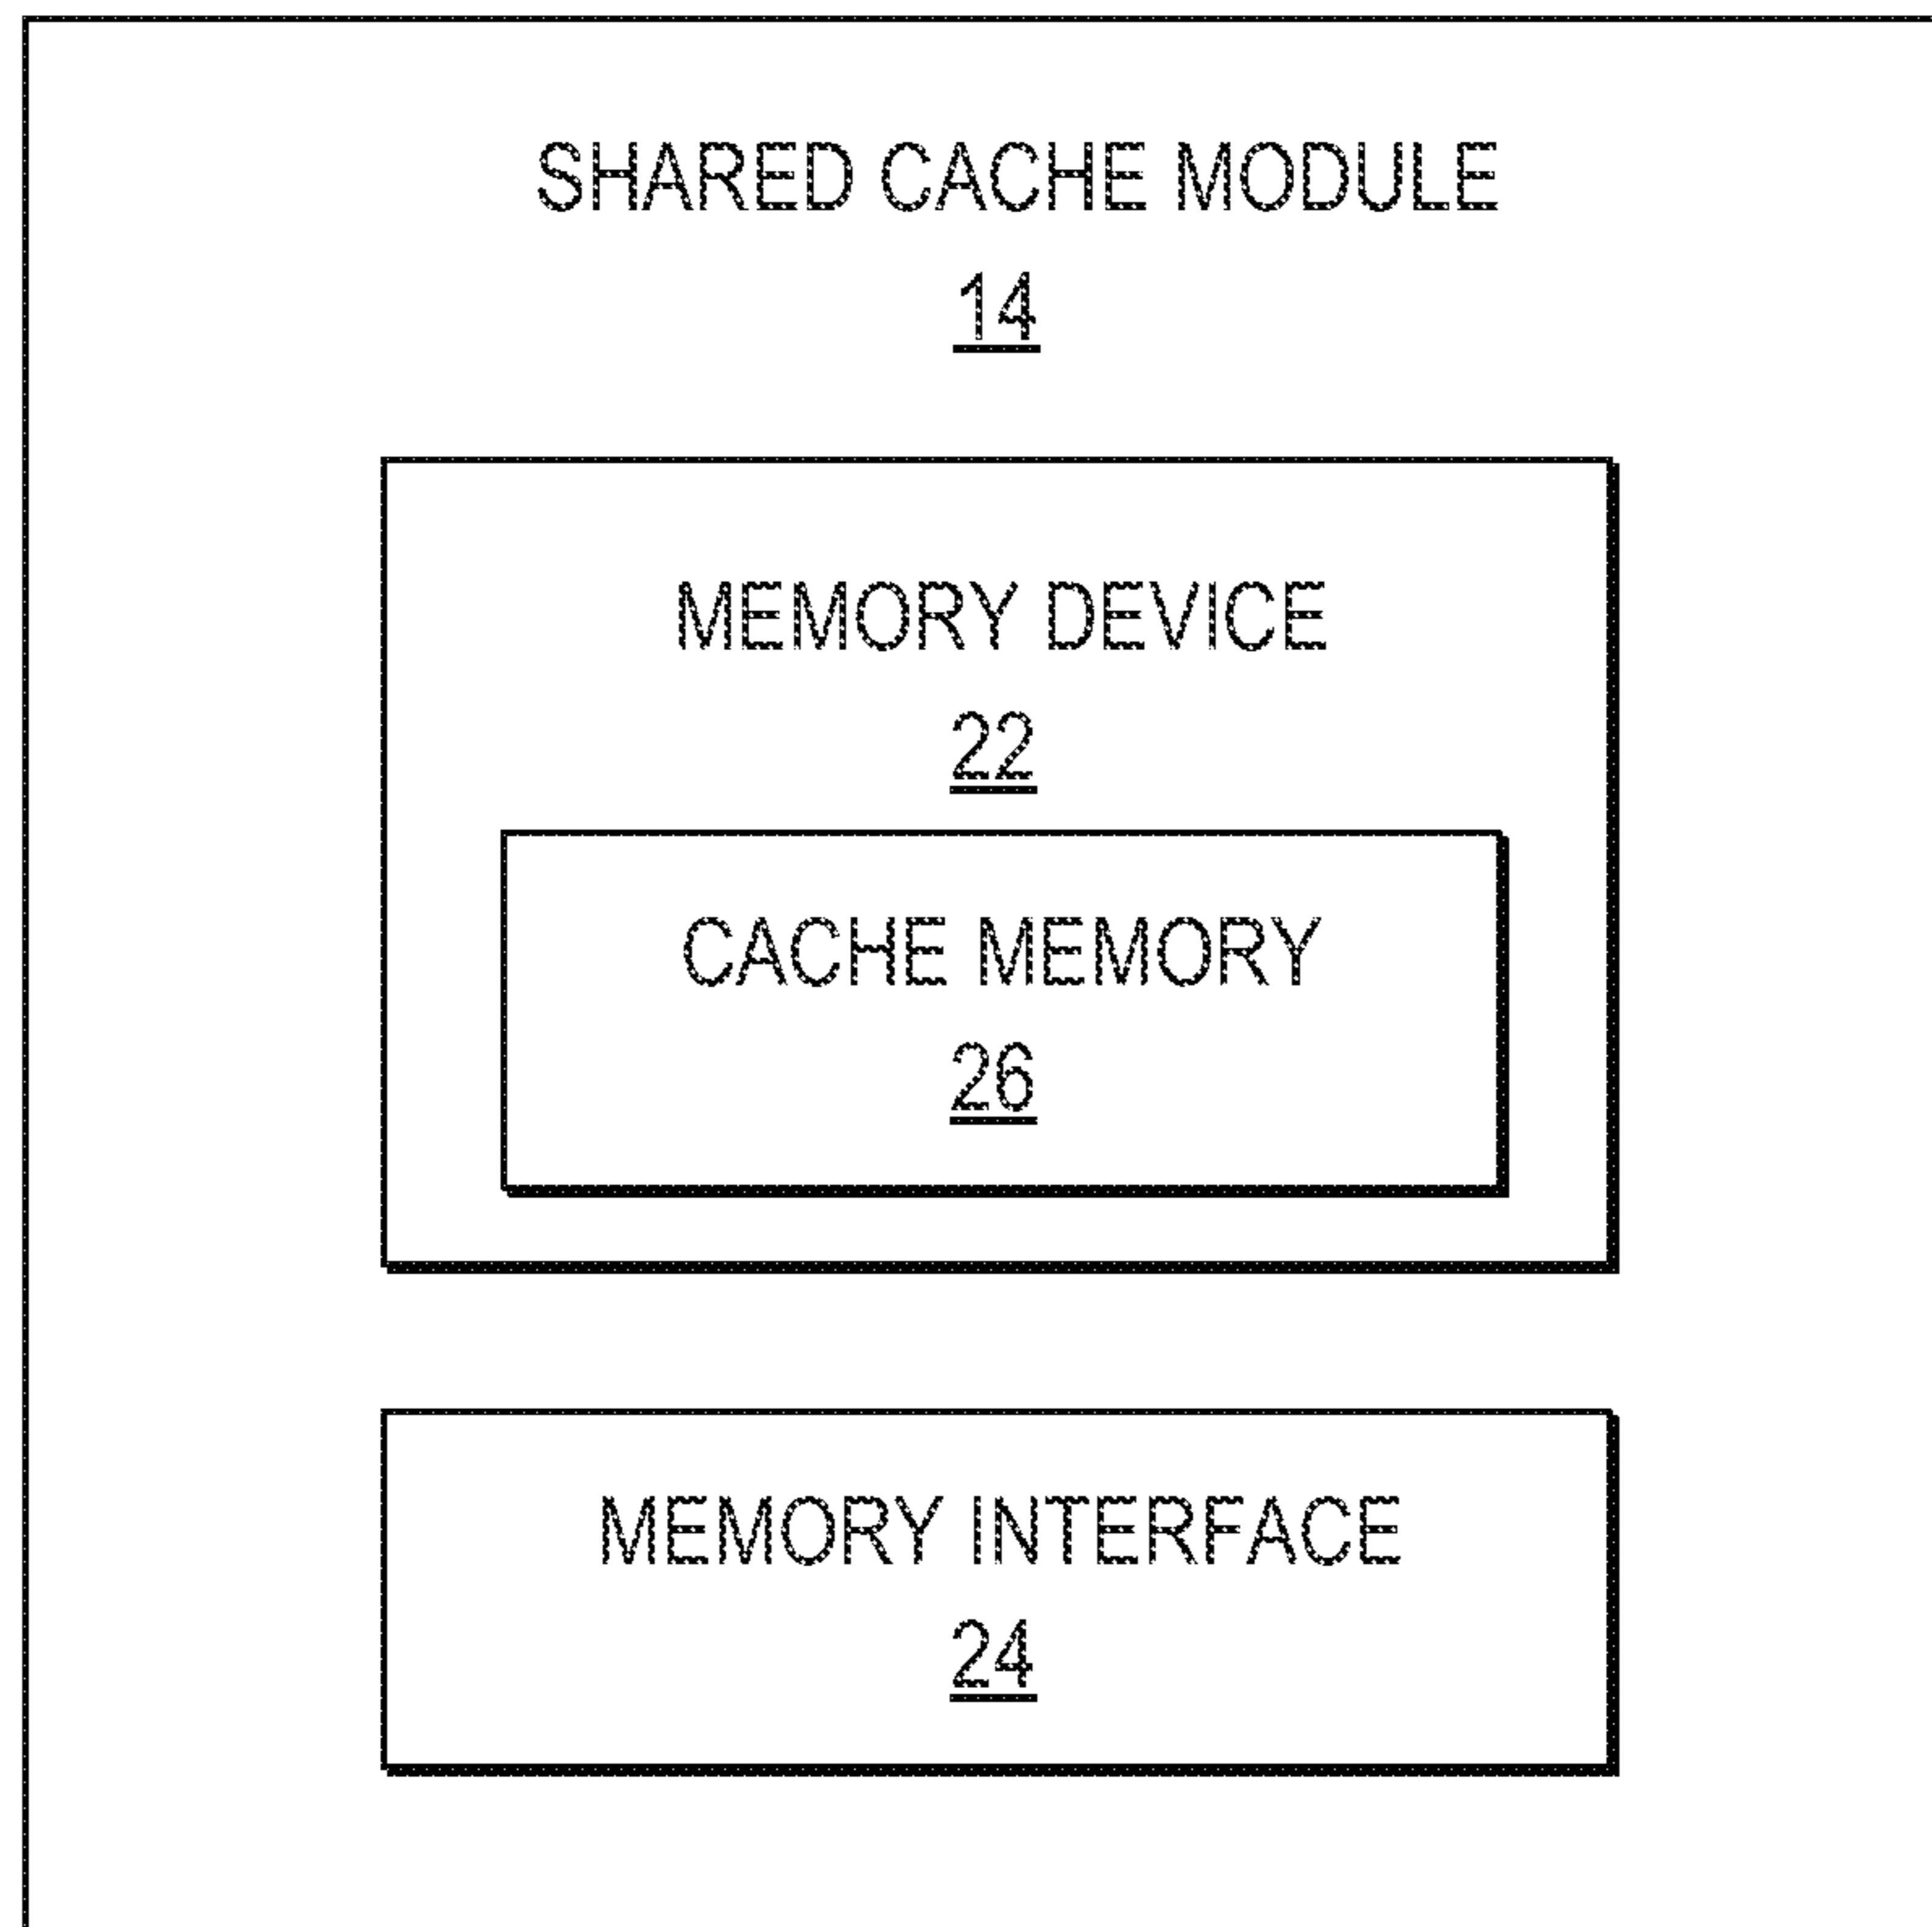 SHARED CACHE MODULE
14
MEMORY DEVICE
22
CACHE MEMORY
26
MEMORY INTERFACE
24